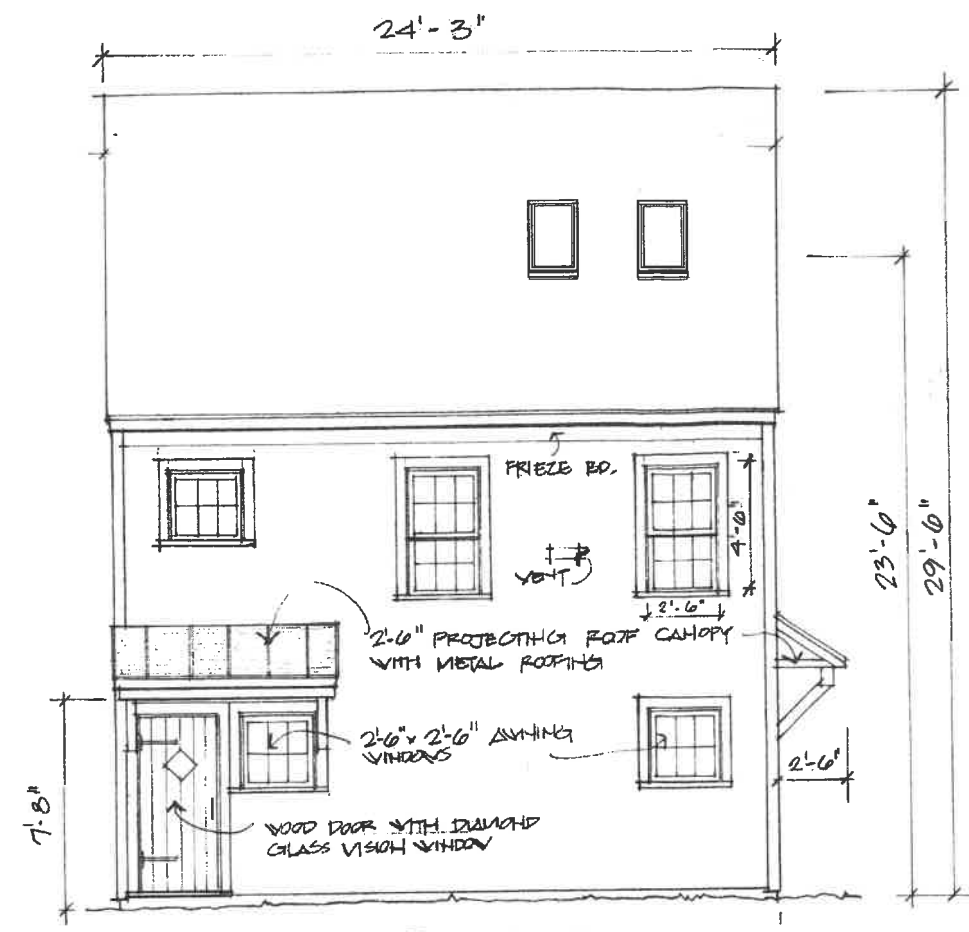 24'-3"
FRIEZE BD.
4'-6"
VENT
2'-6"
23'-6"
29'-6"
2'-6" PROJECTING ROOF CANOPY
WITH METAL ROOFING
2'-6" x 2'-6" AWNING
WINDOWS
2'-6"
7'-8"
WOOD DOOR WITH DIAMOND
GLASS VISION WINDOW